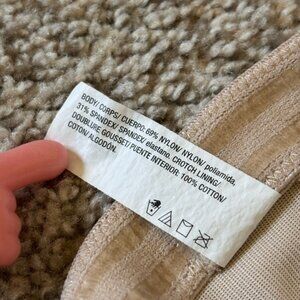 BODY/ CORPS/ CUERPO: 69% NYLON/ NYLON/ poliamida,
31% SPANDEX/ SPANDEX/ elastano, CROTCH LINING/
DOUBLURE GOUSSET/ PUENTE INTERIOR: 100% COTTON/
COTON/ ALGODÓN.